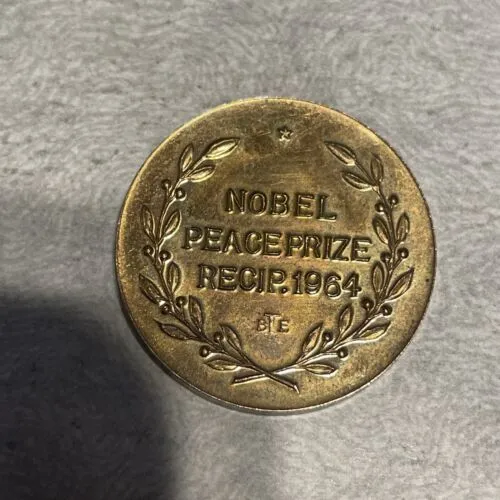 NOBEL
PEACE PRIZE
RECIP. 1964
BTE